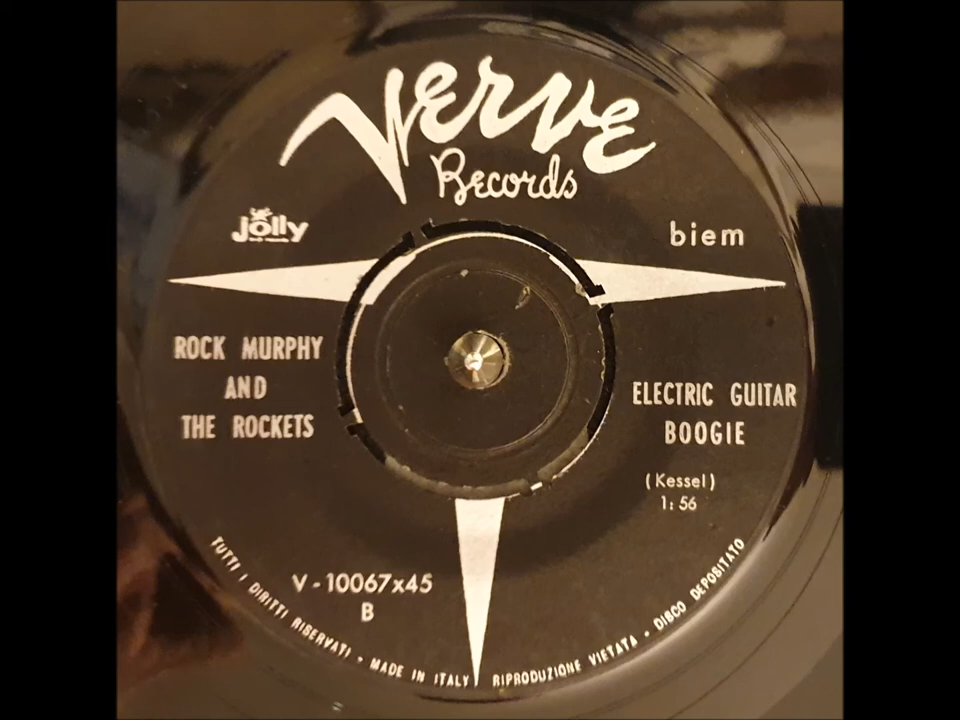 Verve
Records
Jolly
biem
ROCK MURPHY
AND
THE ROCKETS
ELECTRIC GUITAR
BOOGIE
(Kessel)
1:56
V-10067x45
B
TUTTI I DIRITTI RISERVATI - MADE IN ITALY RIPRODUZIONE VIETATA - DISCO DEPOSITATO